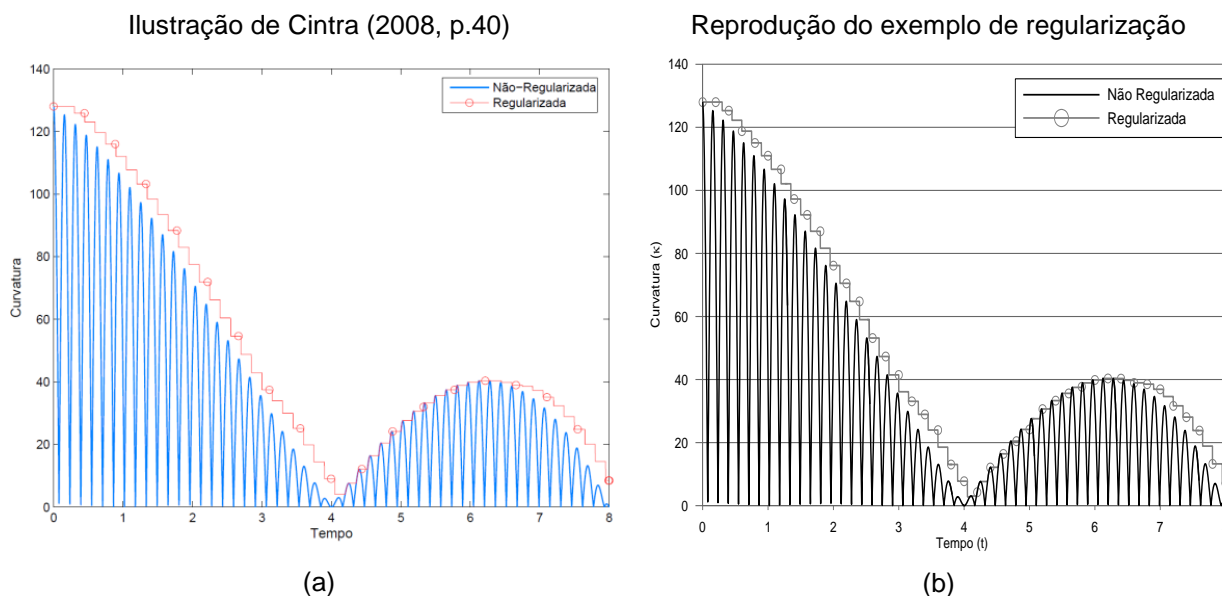 Ilustração de Cintra (2008, p.40)
140
120
100
80
60
40
20
0
Curvatura
0 1 2 3 4 5 6 7 8
Tempo
Não−Regularizada
Regularizada
(a)
Reprodução do exemplo de regularização
140
120
100
80
60
40
20
0
Curvatura (κ)
0 1 2 3 4 5 6 7
Tempo (t)
Não Regularizada
Regularizada
(b)